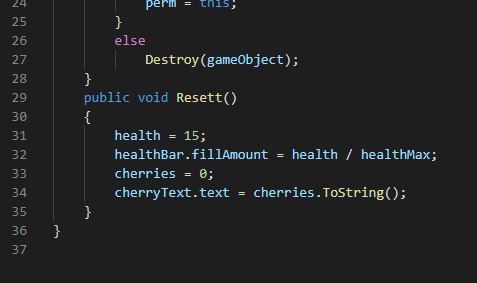 24 perm = this;
25 }
26 else
27 Destroy(gameObject);
28 }
29 public void Resett()
30 {
31 health = 15;
32 healthBar.fillAmount = health / healthMax;
33 cherries = 0;
34 cherryText.text = cherries.ToString();
35 }
36 }
37